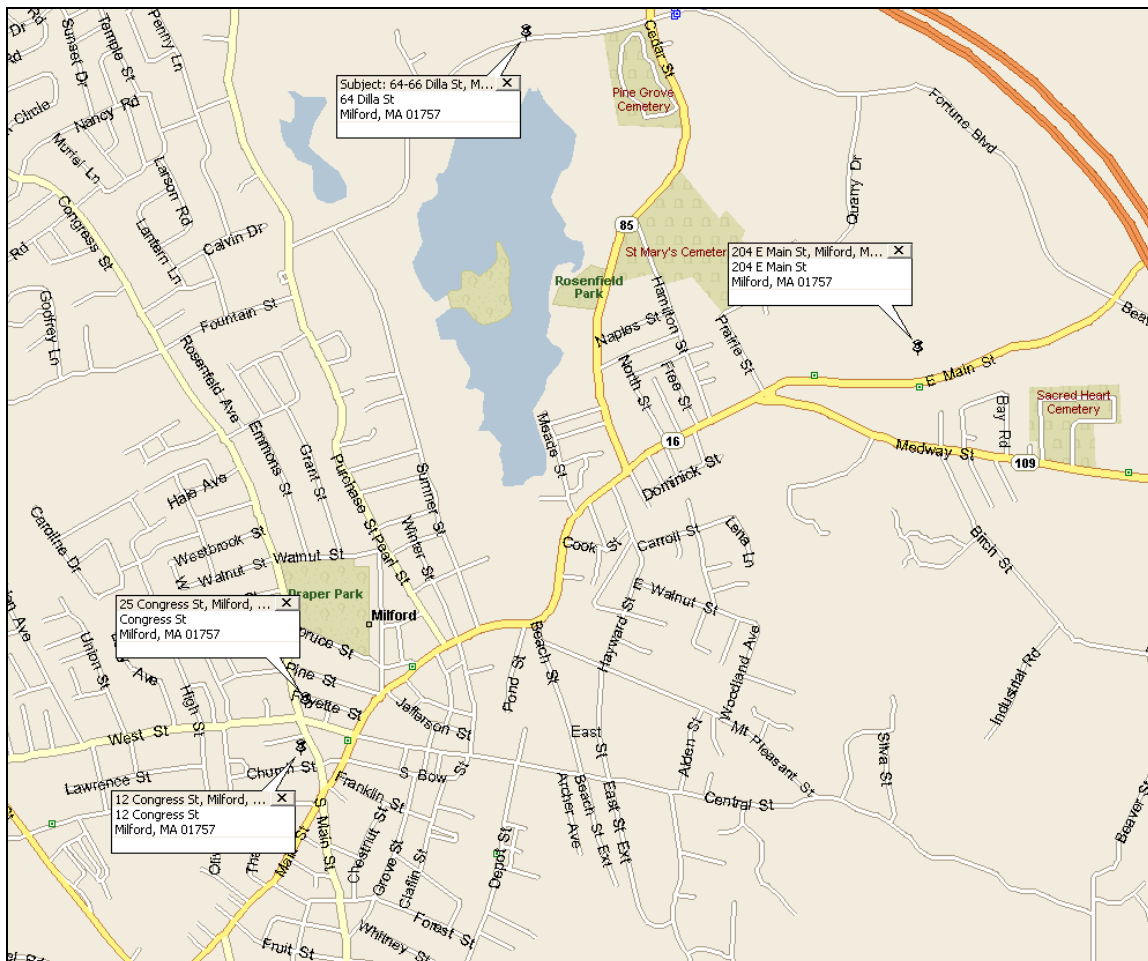 Penny Ln
Temple St
Sunset Dr
Rd
Circle
Nancy Rd
Muriel Ln
Larson Rd
Lantern Ln
Calvin Dr
Congress St
Rd
Godfrey Ln
Fountain St
Subject: 64-66 Dilla St, M...
64 Dilla St
Milford, MA 01757
Cedar St
Pine Grove
Cemetery
Fortune Blvd
Quarry Dr
85
St Mary's Cemeter
Rosenfield
Park
204 E Main St, Milford, M...
204 E Main St
Milford, MA 01757
Beav
Hamilton St
Naples St
Prairie St
North St
Free St
E Main St
Sacred Heart
Cemetery
Bay Rd
Medway St
109
16
Rosenfeld Ave
Emmons St
Grant St
Purchase St
Pearl St
Sumner St
Winter St
Meade St
Dominick St
Hale Ave
Caroline Dr
Westbrook St
Walnut St
W Walnut St
Cook St
Carroll St
Lena Ln
Birch St
Draper Park
Milford
E Walnut St
Hayward St
Woodland Ave
Industrial Rd
25 Congress St, Milford, ...
Congress St
Milford, MA 01757
Spruce St
Pine St
Fayette St
Jefferson St
Pond St
Beach St
Union St
Ave
High St
West St
East St
Alden St
Mt Pleasant St
Silva St
Lawrence St
Church St
S Bow St
Franklin St
Central St
12 Congress St, Milford, ...
12 Congress St
Milford, MA 01757
S Main St
Main St
Chestnut St
Grove St
Claflin St
Depot St
Archer Ave
Beach St Ext
East St Ext
Beaver St
Forest St
Whitney St
Fruit St